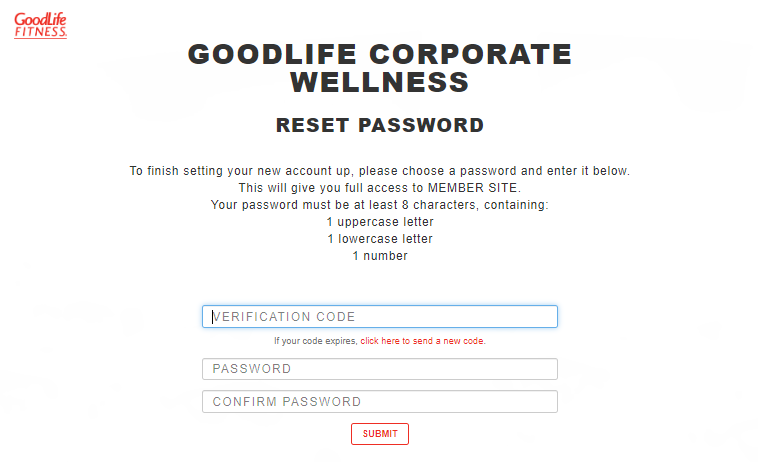 GoodLife
FITNESS.
GOODLIFE CORPORATE
WELLNESS
RESET PASSWORD
To finish setting your new account up, please choose a password and enter it below.
This will give you full access to MEMBER SITE.
Your password must be at least 8 characters, containing:
1 uppercase letter
1 lowercase letter
1 number
VERIFICATION CODE
If your code expires, click here to send a new code.
PASSWORD
CONFIRM PASSWORD
SUBMIT